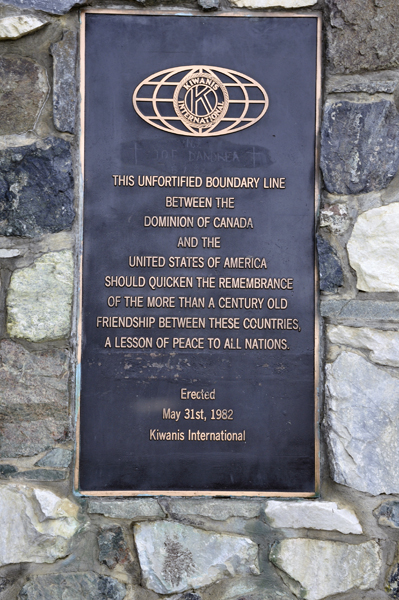 KIWANIS
K
INTERNATIONAL
THIS UNFORTIFIED BOUNDARY LINE
BETWEEN THE
DOMINION OF CANADA
AND THE
UNITED STATES OF AMERICA
SHOULD QUICKEN THE REMEMBRANCE
OF THE MORE THAN A CENTURY OLD
FRIENDSHIP BETWEEN THESE COUNTRIES,
A LESSON OF PEACE TO ALL NATIONS.
Erected
May 31st, 1982
Kiwanis International